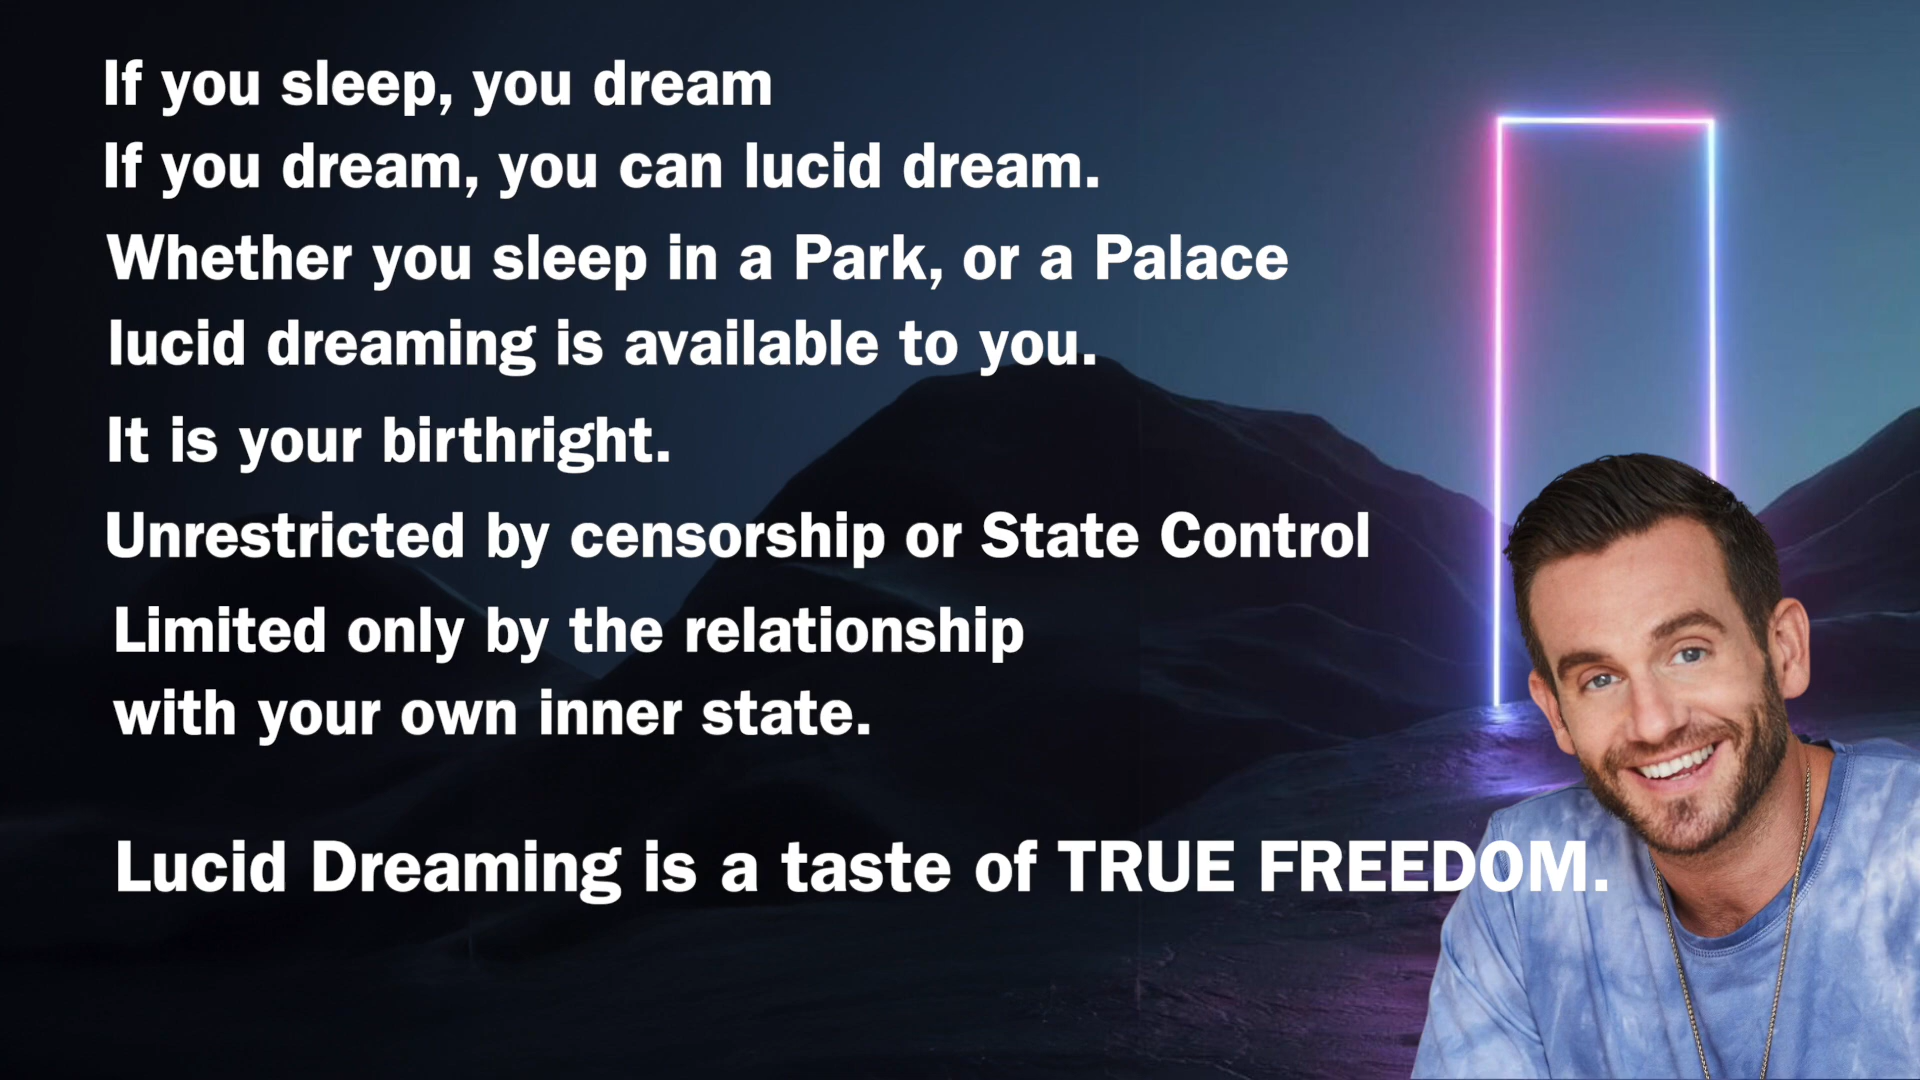 If you sleep, you dream
If you dream, you can lucid dream.
Whether you sleep in a Park, or a Palace
lucid dreaming is available to you.
It is your birthright.
Unrestricted by censorship or State Control
Limited only by the relationship
with your own inner state.
Lucid Dreaming is a taste of TRUE FREEDOM.